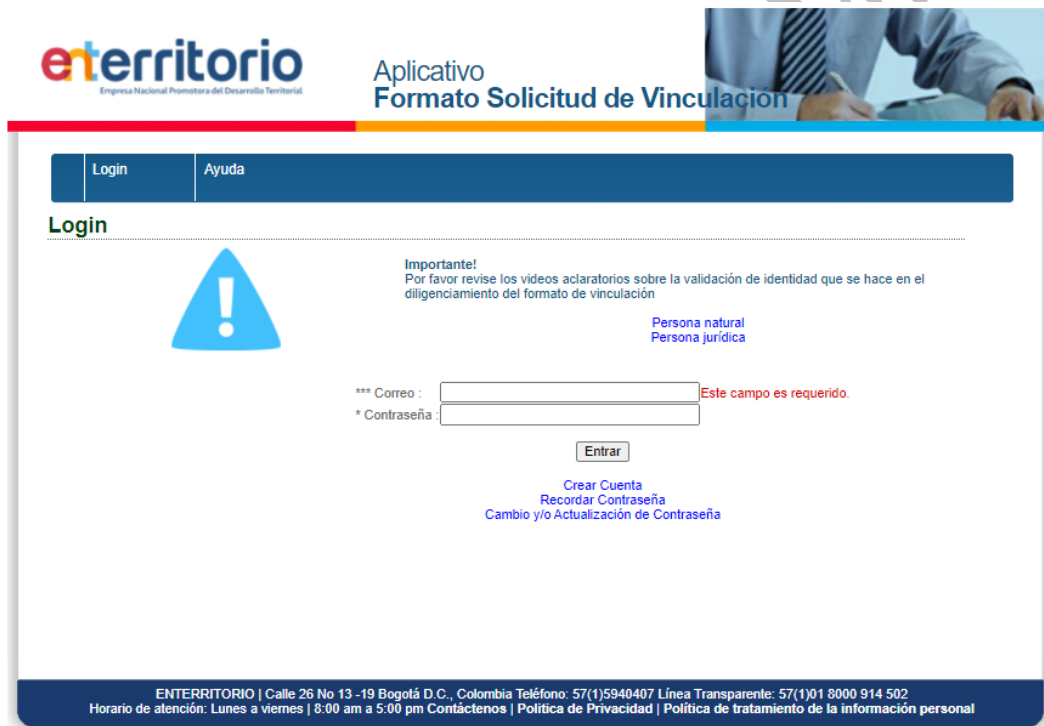 enterritorio
Empresa Nacional Promotora del Desarrollo Territorial
Aplicativo
Formato Solicitud de Vinculación
Login
Ayuda
Login
Importante!
Por favor revise los videos aclaratorios sobre la validación de identidad que se hace en el
diligenciamiento del formato de vinculación
Persona natural
Persona jurídica
*** Correo :
Este campo es requerido.
* Contraseña :
Entrar
Crear Cuenta
Recordar Contraseña
Cambio y/o Actualización de Contraseña
ENTERRITORIO | Calle 26 No 13 -19 Bogotá D.C., Colombia Teléfono: 57(1)5940407 Línea Transparente: 57(1)01 8000 914 502
Horario de atención: Lunes a viernes | 8:00 am a 5:00 pm Contáctenos | Politica de Privacidad | Política de tratamiento de la información personal